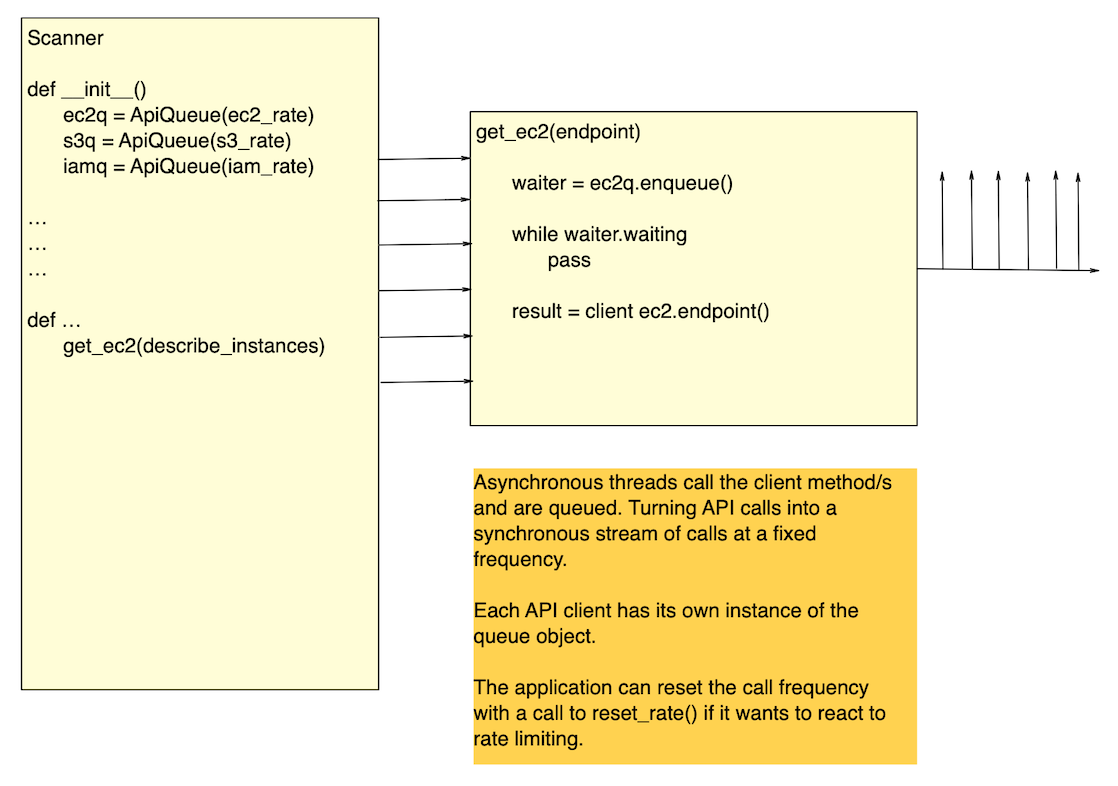 Scanner
def __init__()
ec2q = ApiQueue(ec2_rate)
s3q = ApiQueue(s3_rate)
iamq = ApiQueue(iam_rate)
…
…
…
def …
get_ec2(describe_instances)
get_ec2(endpoint)
waiter = ec2q.enqueue()
while waiter.waiting
pass
result = client ec2.endpoint()
Asynchronous threads call the client method/s
and are queued. Turning API calls into a
synchronous stream of calls at a fixed
frequency.
Each API client has its own instance of the
queue object.
The application can reset the call frequency
with a call to reset_rate() if it wants to react to
rate limiting.